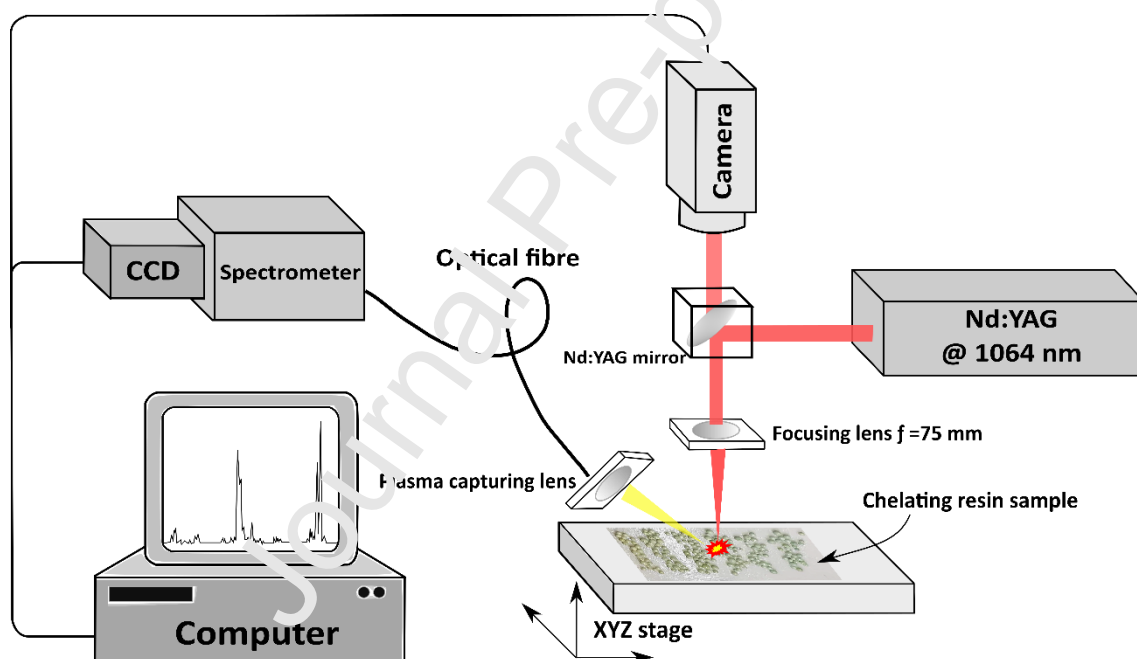 Camera
CCD
Spectrometer
Optical fibre
Nd:YAG
@ 1064 nm
Nd:YAG mirror
Focusing lens ƒ =75 mm
Plasma capturing lens
Chelating resin sample
XYZ stage
Computer
Journal Pre-p